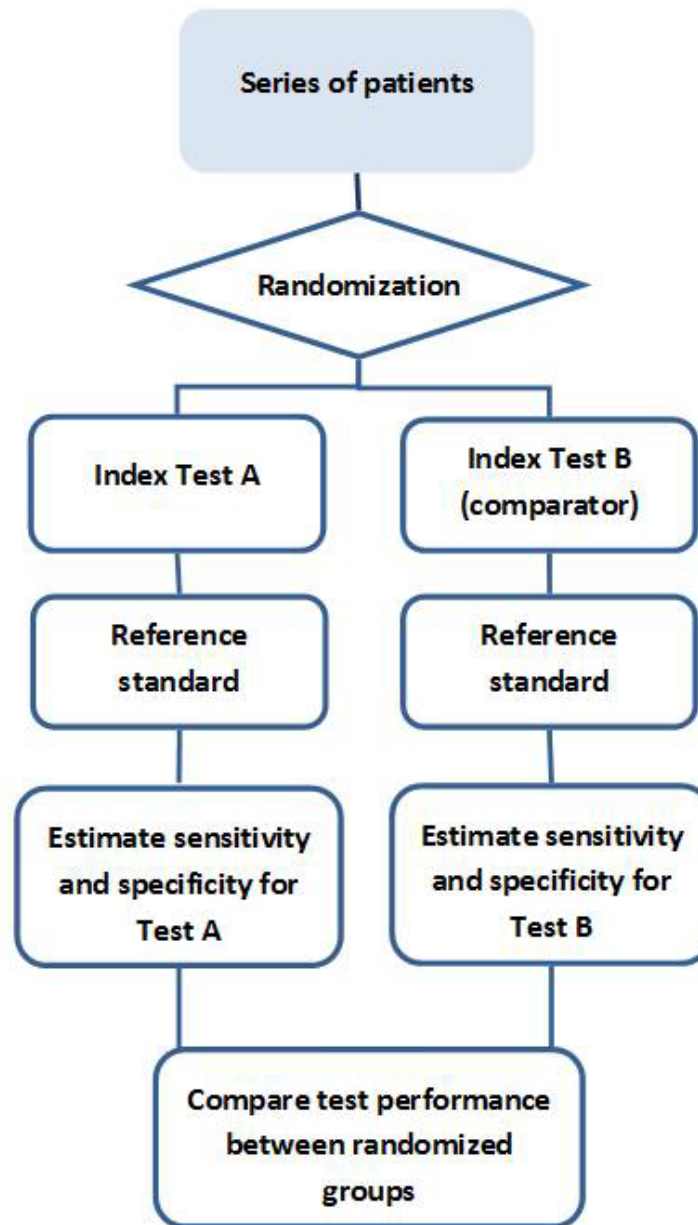 Series of patients
Randomization
Index Test A
Index Test B
(comparator)
Reference
standard
Reference
standard
Estimate sensitivity
and specificity for
Test A
Estimate sensitivity
and specificity for
Test B
Compare test performance
between randomized
groups